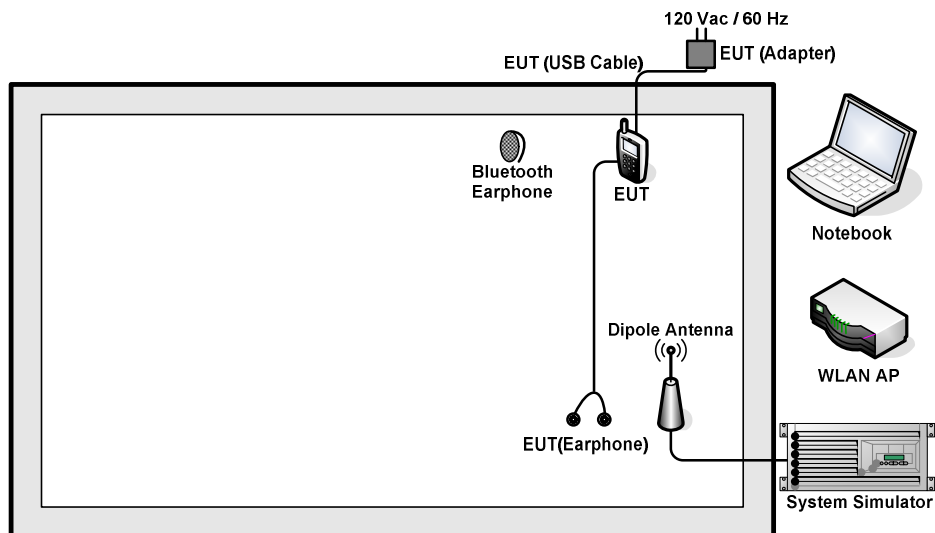 120 Vac / 60 Hz
EUT (USB Cable)
EUT (Adapter)
Bluetooth
Earphone
EUT
Notebook
Dipole Antenna
WLAN AP
EUT(Earphone)
System Simulator